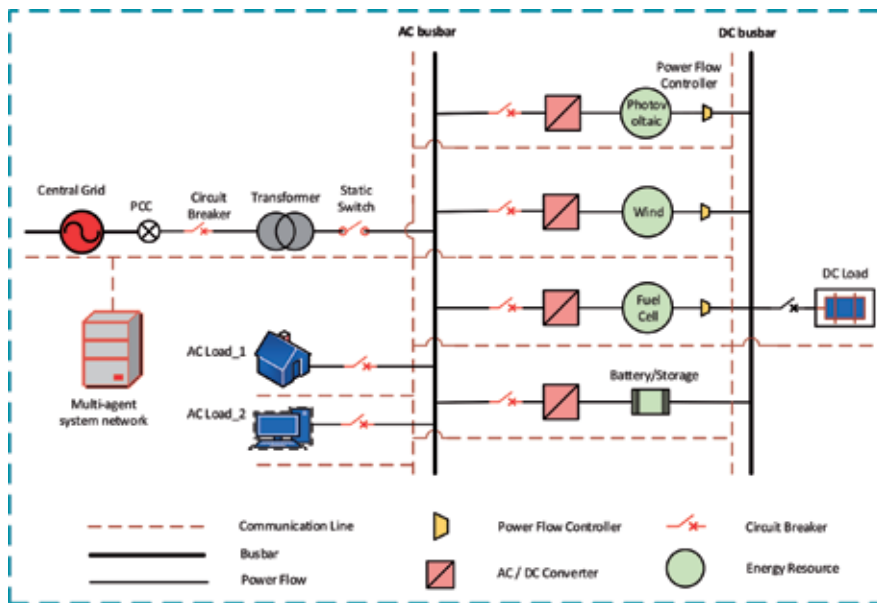 AC busbar
DC busbar
Power Flow
Controller
Photov
oltaic
Central Grid
PCC
Circuit
Breaker
Transformer
Static
Switch
Wind
Fuel
Cell
DC Load
AC Load_1
Battery/Storage
AC Load_2
Multi-agent
system network
Communication Line
Power Flow Controller
Circuit Breaker
Busbar
Power Flow
AC / DC Converter
Energy Resource